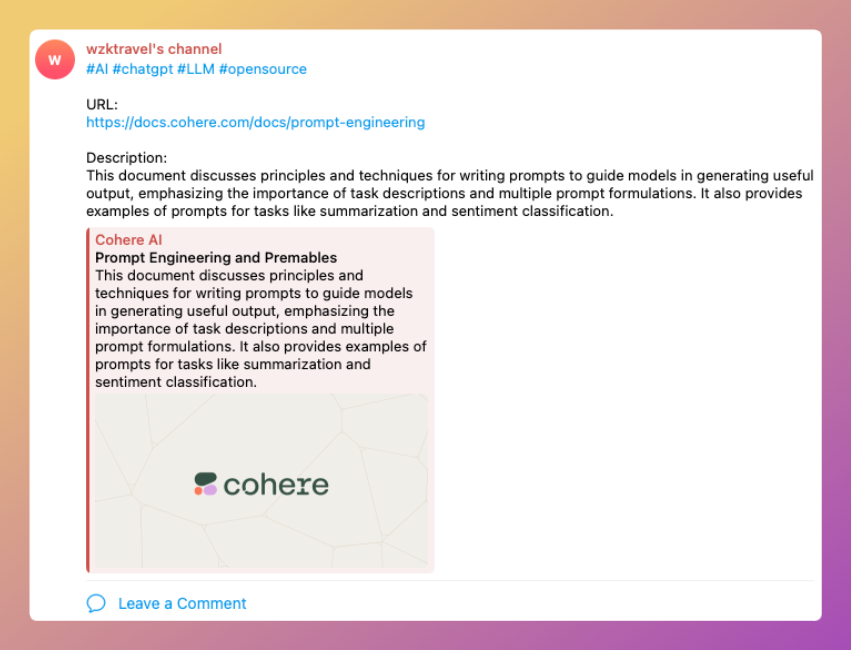 W
wzktravel's channel
#AI #chatgpt #LLM #opensource
URL:
https://docs.cohere.com/docs/prompt-engineering
Description:
This document discusses principles and techniques for writing prompts to guide models in generating useful
output, emphasizing the importance of task descriptions and multiple prompt formulations. It also provides
examples of prompts for tasks like summarization and sentiment classification.
Cohere AI
Prompt Engineering and Premables
This document discusses principles and
techniques for writing prompts to guide models
in generating useful output, emphasizing the
importance of task descriptions and multiple
prompt formulations. It also provides examples of
prompts for tasks like summarization and
sentiment classification.
cohere
Leave a Comment